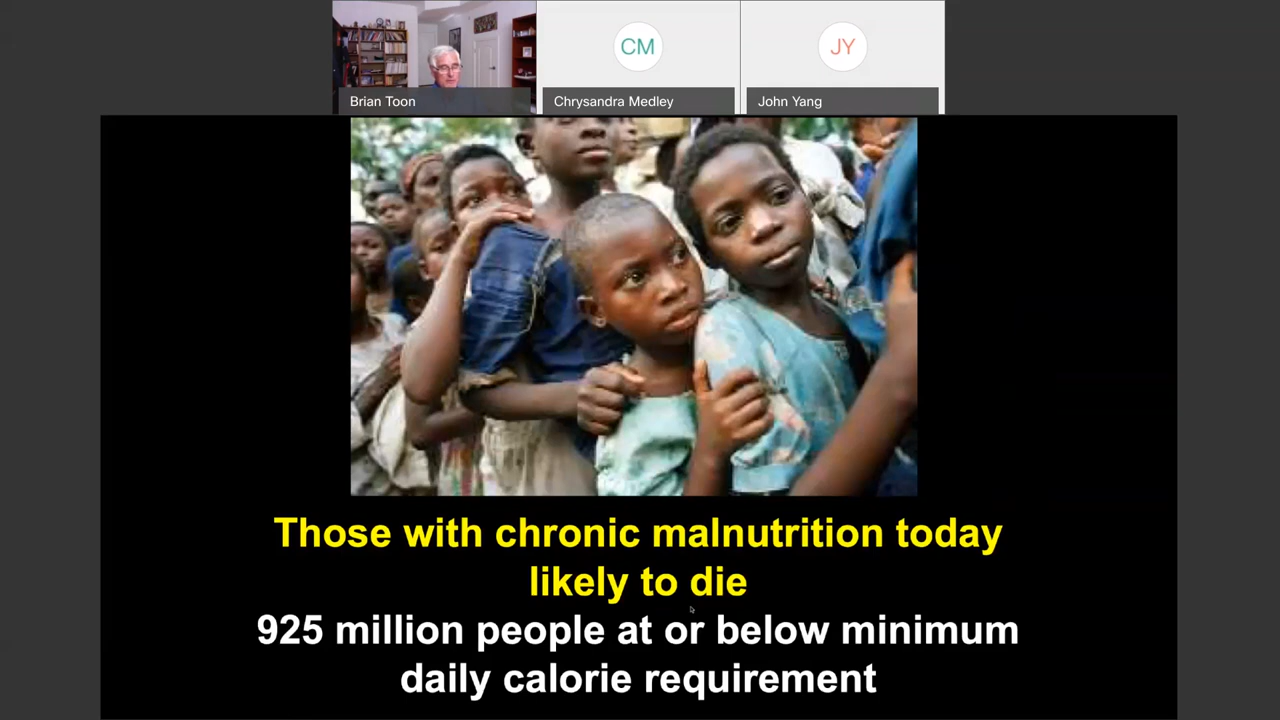 CM
JY
Brian Toon
Chrysandra Medley
John Yang
Those with chronic malnutrition today
likely to die
925 million people at or below minimum
daily calorie requirement